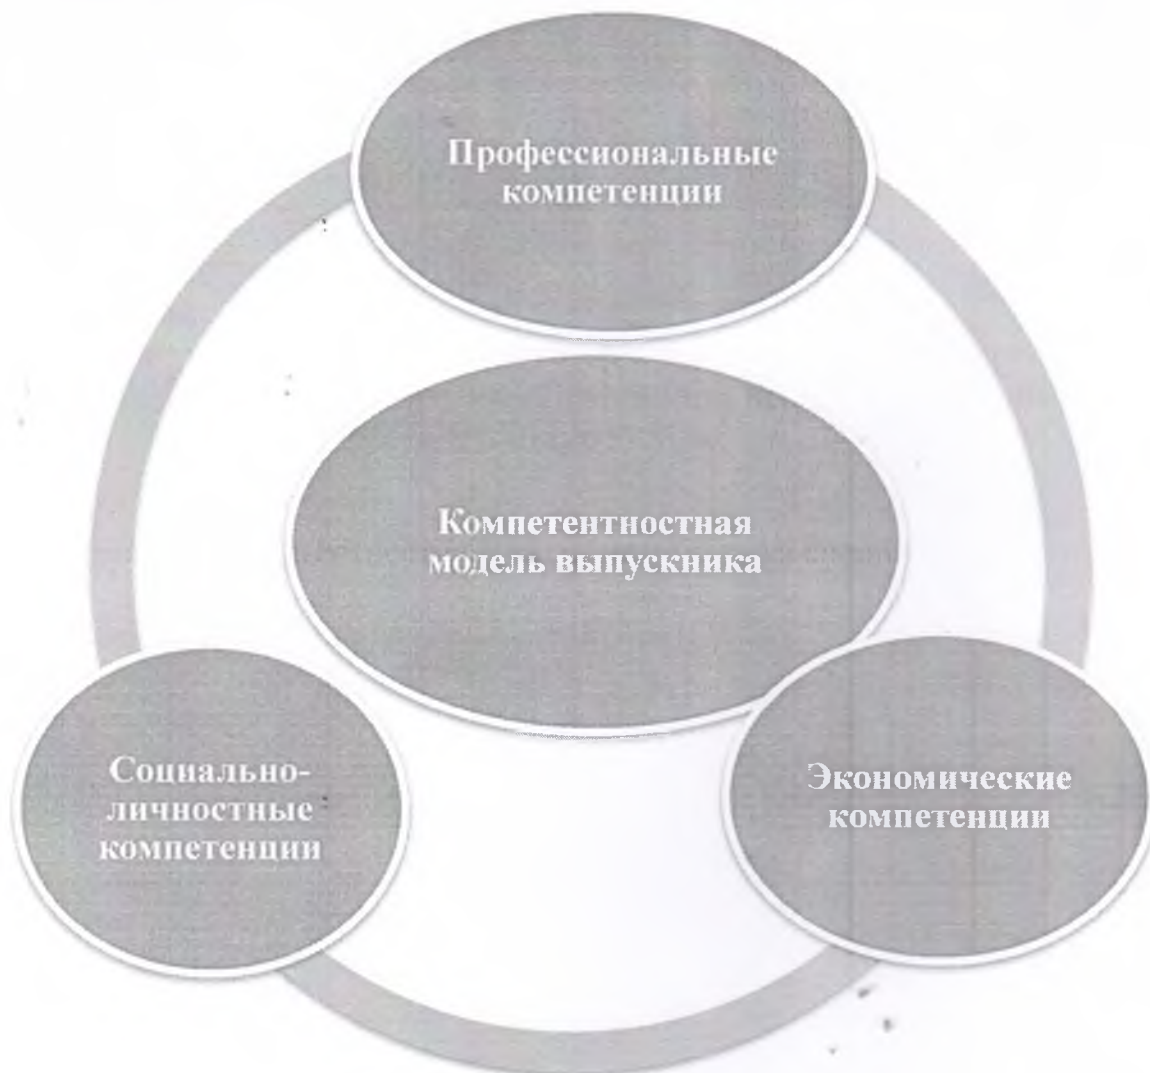 Профессиональные
компетенции
Компетентностная
модель выпускника
Социально-
личностные
компетенции
Экономические
компетенции